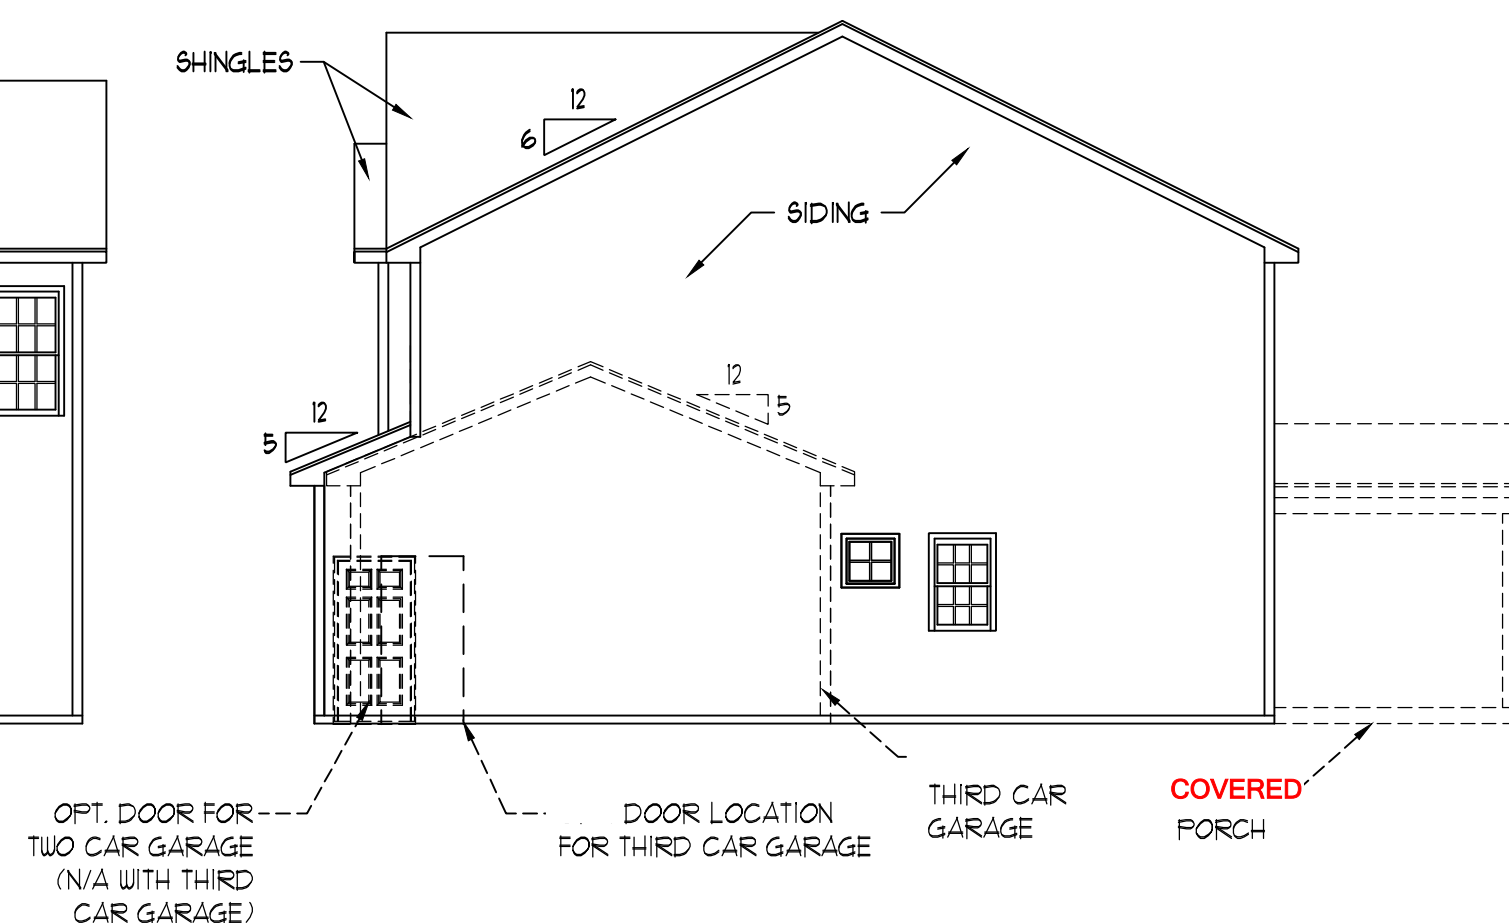 SHINGLES
12
6
SIDING
12
5
12
5
OPT. DOOR FOR
TWO CAR GARAGE
(N/A WITH THIRD
CAR GARAGE)
DOOR LOCATION
FOR THIRD CAR GARAGE
THIRD CAR
GARAGE
COVERED
PORCH